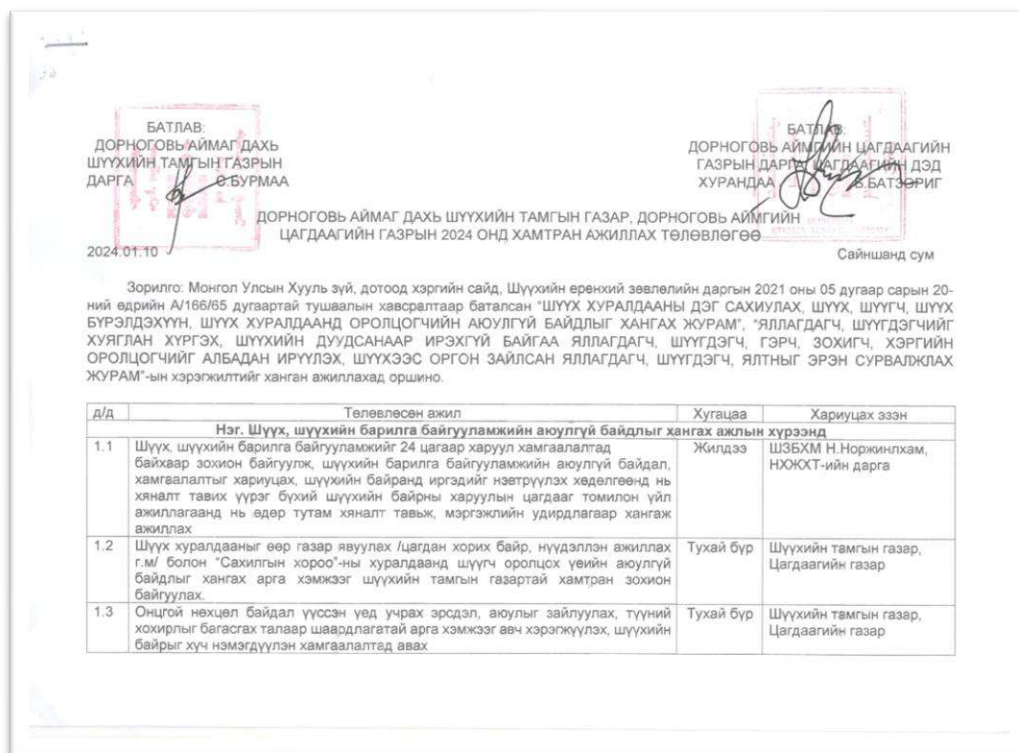 БАТЛАВ:
ДОРНОГОВЬ АЙМАГ ДАХЬ
ШҮҮХИЙН ТАМГЫН ГАЗРЫН
ДАРГА С.БУРМАА
БАТЛАВ:
ДОРНОГОВЬ АЙМГИЙН ЦАГДААГИЙН
ГАЗРЫН ДАРГА, ЦАГДААГИЙН ДЭД
ХУРАНДАА Б.БАТЗОРИГ
ДОРНОГОВЬ АЙМАГ ДАХЬ ШҮҮХИЙН ТАМГЫН ГАЗАР, ДОРНОГОВЬ АЙМГИЙН
ЦАГДААГИЙН ГАЗРЫН 2024 ОНД ХАМТРАН АЖИЛЛАХ ТӨЛӨВЛӨГӨӨ
2024.01.10 Сайншанд сум
Зорилго: Монгол Улсын Хууль зүй, дотоод хэргийн сайд, Шүүхийн ерөнхий зөвлөлийн даргын 2021 оны 05 дугаар сарын 20-
ний өдрийн А/166/65 дугаартай тушаалын хавсралтаар баталсан "ШҮҮХ ХУРАЛДААНЫ ДЭГ САХИУЛАХ, ШҮҮХ, ШҮҮГЧ, ШҮҮХ
БҮРЭЛДЭХҮҮН, ШҮҮХ ХУРАЛДААНД ОРОЛЦОГЧИЙН АЮУЛГҮЙ БАЙДЛЫГ ХАНГАХ ЖУРАМ", "ЯЛЛАГДАГЧ, ШҮҮГДЭГЧИЙГ
ХУЯГЛАН ХҮРГЭХ, ШҮҮХИЙН ДУУДСАНААР ИРЭХГҮЙ БАЙГАА ЯЛЛАГДАГЧ, ШҮҮГДЭГЧ, ГЭРЧ, ЗОХИГЧ, ХЭРГИЙН
ОРОЛЦОГЧИЙГ АЛБАДАН ИРҮҮЛЭХ, ШҮҮХЭЭС ОРГОН ЗАЙЛСАН ЯЛЛАГДАГЧ, ШҮҮГДЭГЧ, ЯЛТНЫГ ЭРЭН СУРВАЛЖЛАХ
ЖУРАМ"-ын хэрэгжилтийг ханган ажиллахад оршино.
д/д Төлөвлөсөн ажил Хугацаа Хариуцах эзэн
Нэг. Шүүх, шүүхийн барилга байгууламжийн аюулгүй байдлыг хангах ажлын хүрээнд
1.1 Шүүх, шүүхийн барилга байгууламжийг 24 цагаар харуул хамгаалалтад Жилдээ ШЗБХМ Н.Норжинлхам,
байхаар зохион байгуулж, шүүхийн барилга байгууламжийн аюулгүй байдал, НХЖХТ-ийн дарга
хамгаалалтыг хариуцах, шүүхийн байранд иргэдийг нэвтрүүлэх хөдөлгөөнд нь
хяналт тавих үүрэг бүхий шүүхийн байрны харуулын цагдааг томилон үйл
ажиллагаанд нь өдөр тутам хяналт тавьж, мэргэжлийн удирдлагаар хангаж
ажиллах
1.2 Шүүх хуралдааныг өөр газар явуулах /цагдан хорих байр, нүүдэллэн ажиллах Тухай бүр Шүүхийн тамгын газар,
г.м/ болон "Сахилгын хороо"-ны хуралдаанд шүүгч оролцох үеийн аюулгүй Цагдаагийн газар
байдлыг хангах арга хэмжээг шүүхийн тамгын газартай хамтран зохион
байгуулах.
1.3 Онцгой нөхцөл байдал үүссэн үед учрах эрсдэл, аюулыг зайлуулах, түүний Тухай бүр Шүүхийн тамгын газар,
хохирлыг багасгах талаар шаардлагатай арга хэмжээг авч хэрэгжүүлэх, шүүхийн Цагдаагийн газар
байрыг хүч нэмэгдүүлэн хамгаалалтад авах